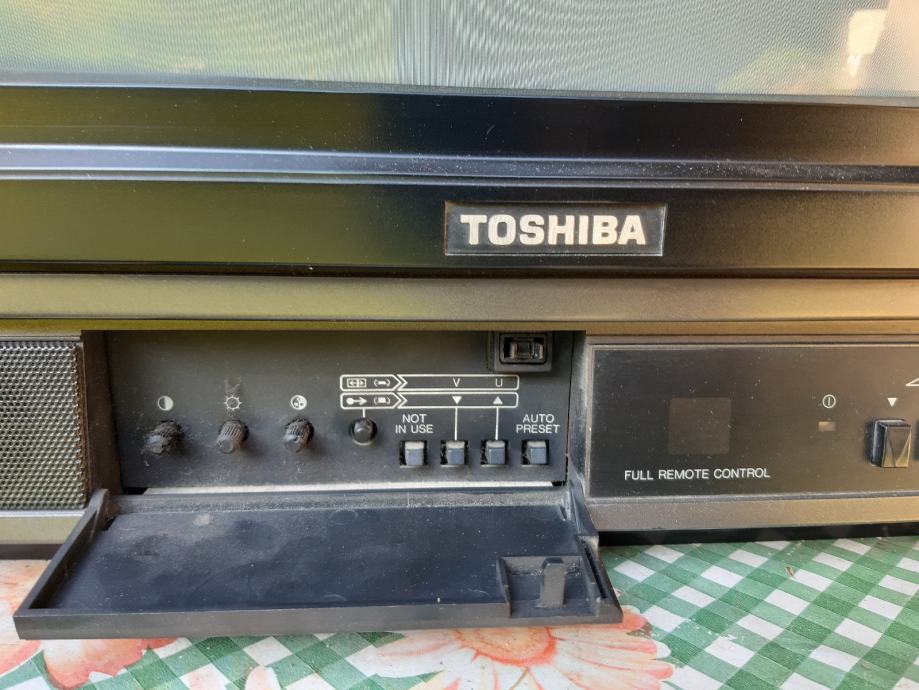 TOSHIBA
V U
NOT
IN USE
AUTO
PRESET
FULL REMOTE CONTROL